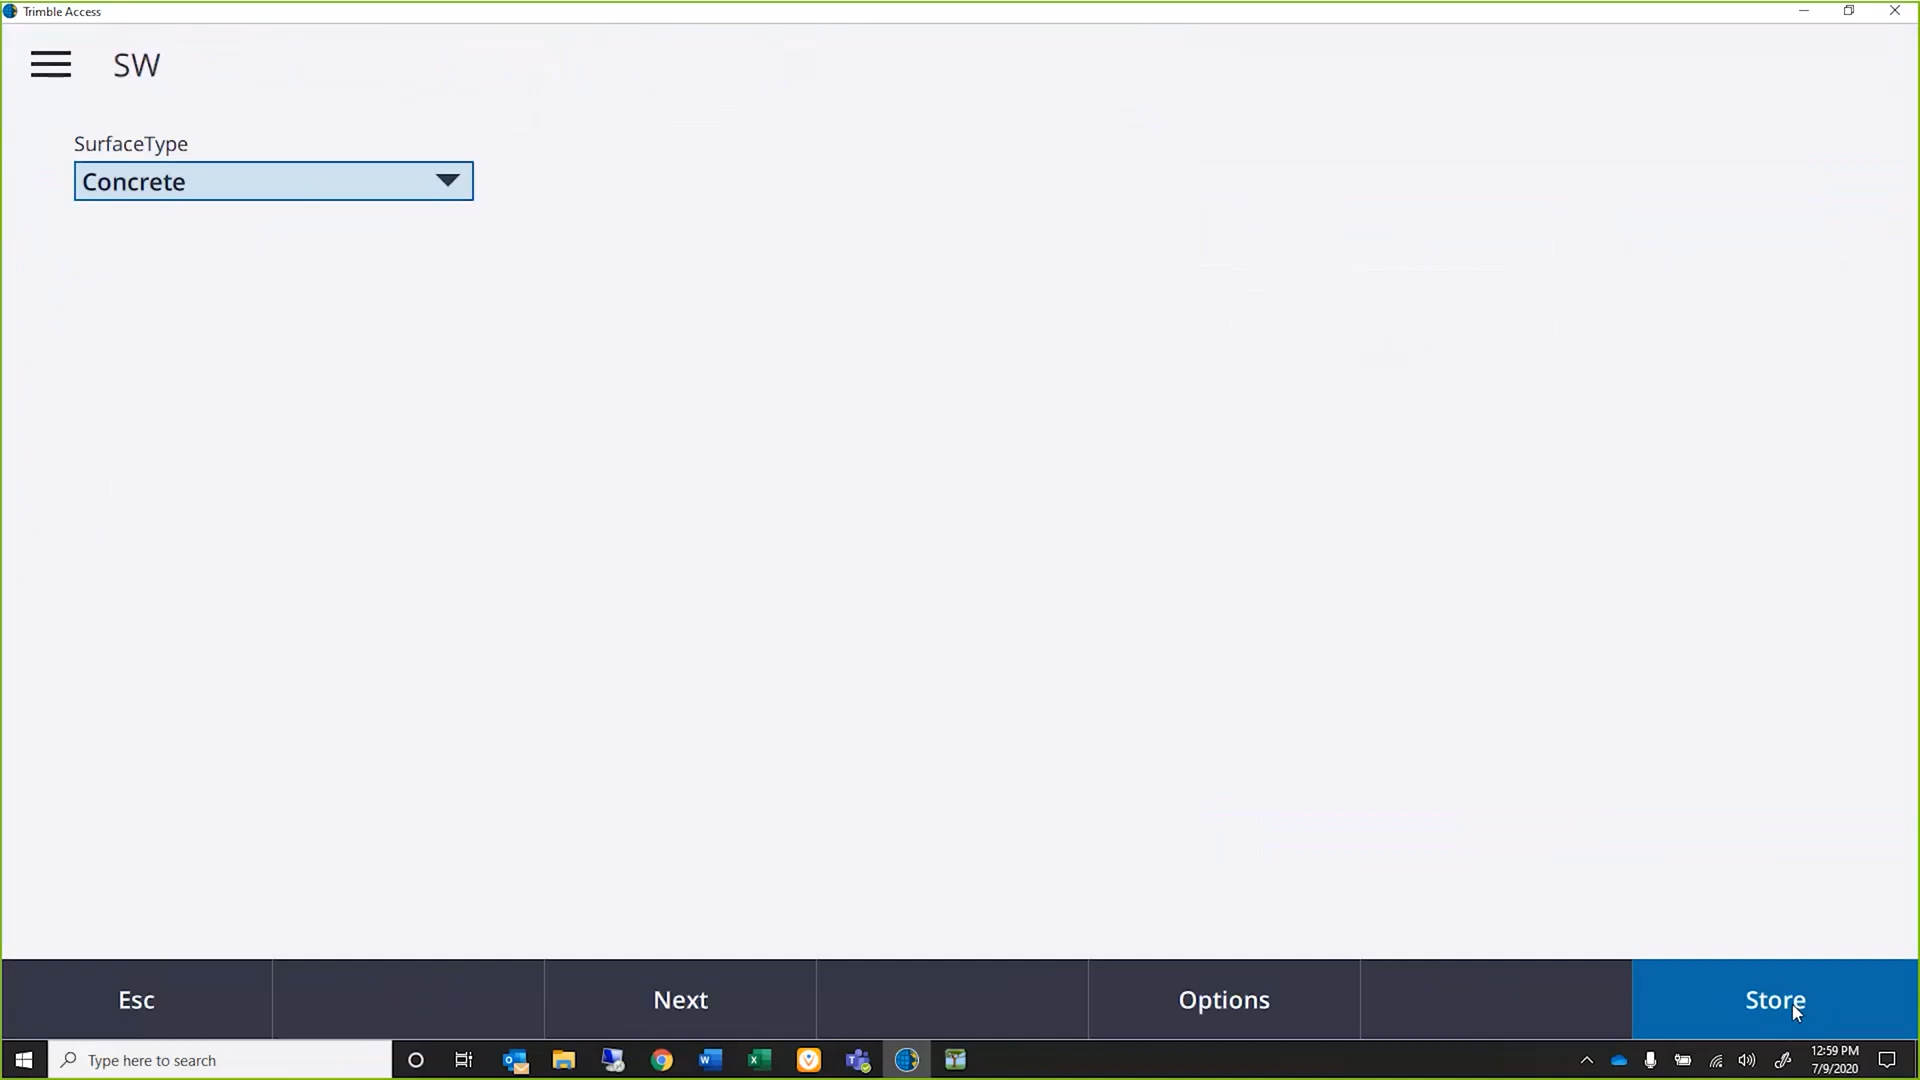 Trimble Access
SW
SurfaceType
Concrete
Esc
Next
Options
Store
Type here to search
12:59 PM
7/9/2020